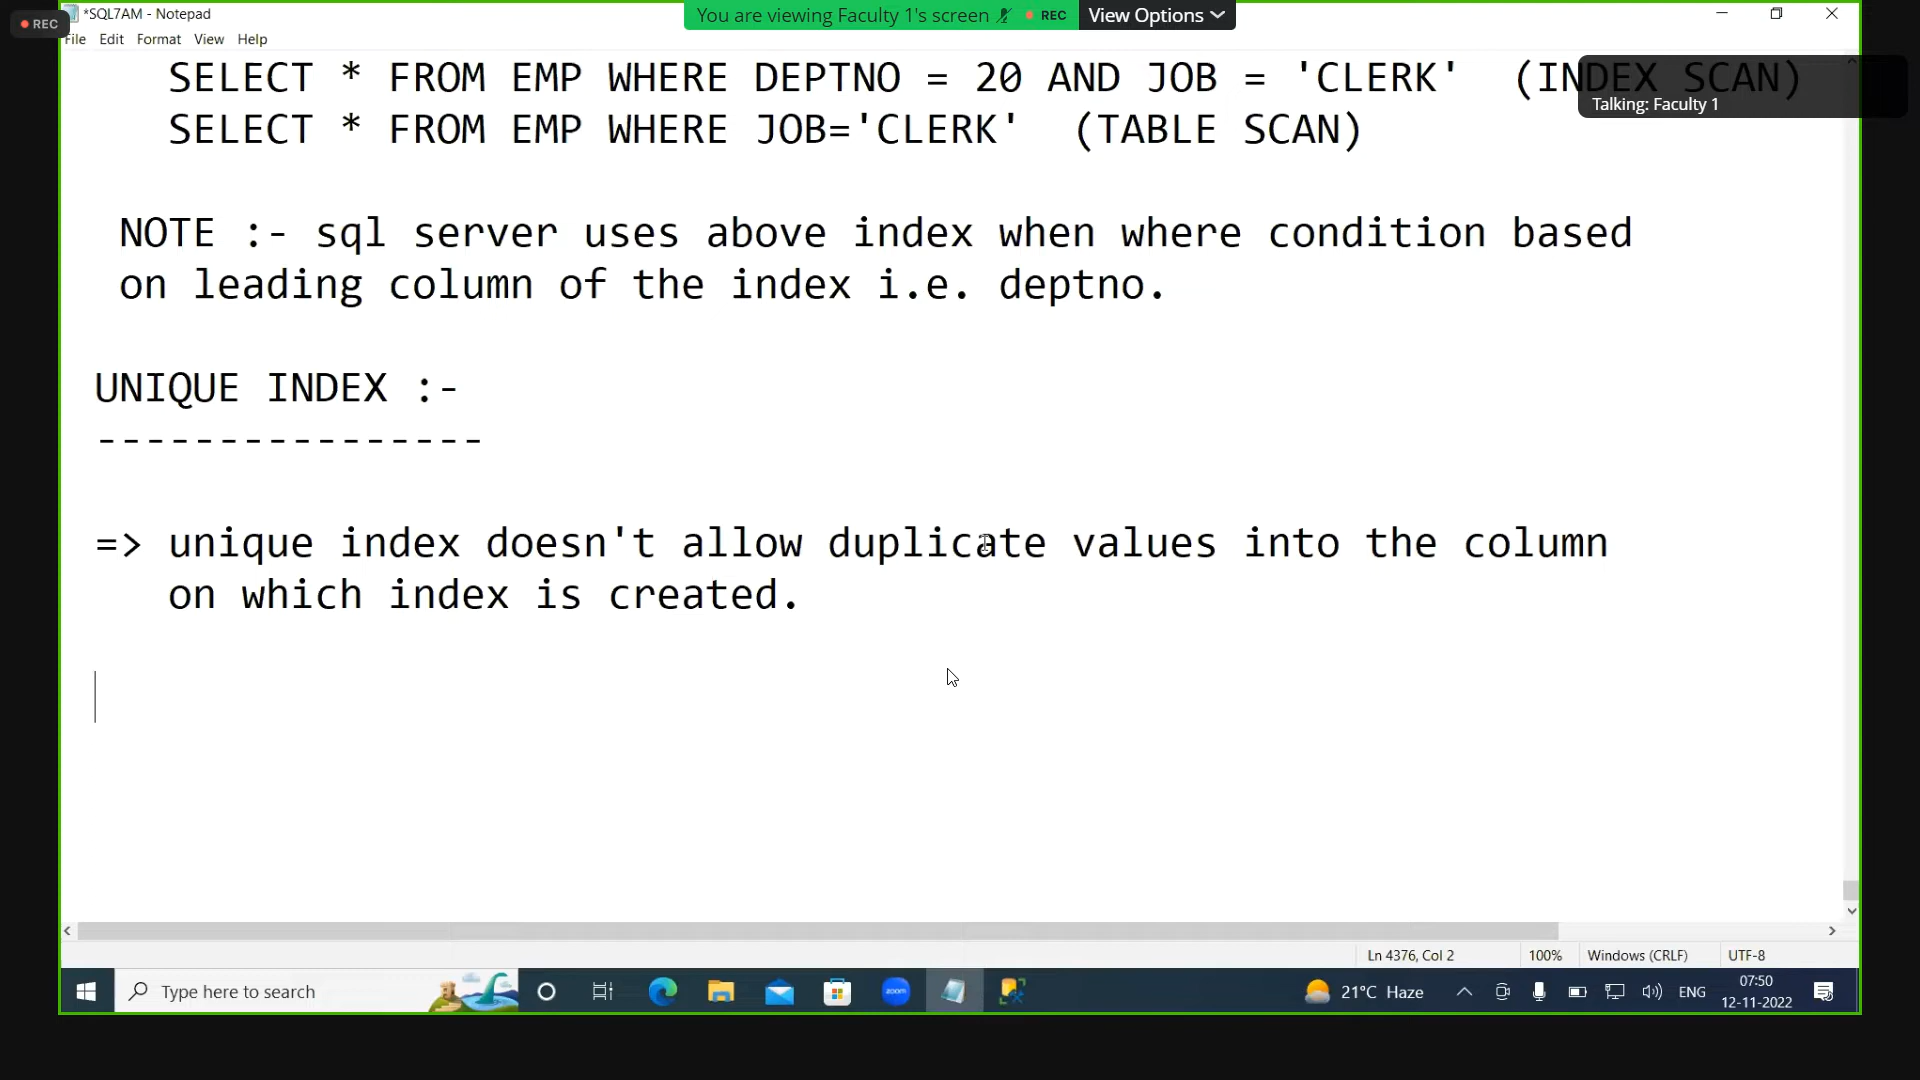 REC
*SQL7AM - Notepad
You are viewing Faculty 1's screen REC View Options
File Edit Format View Help
SELECT * FROM EMP WHERE DEPTNO = 20 AND JOB = 'CLERK' (INDEX SCAN)
Talking: Faculty 1
SELECT * FROM EMP WHERE JOB='CLERK' (TABLE SCAN)
NOTE :- sql server uses above index when where condition based
on leading column of the index i.e. deptno.
UNIQUE INDEX :-
----------------
=> unique index doesn't allow duplicate values into the column
on which index is created.
Ln 4376, Col 2 100% Windows (CRLF) UTF-8
Type here to search
zoom
21°C Haze
ENG
07:50
12-11-2022